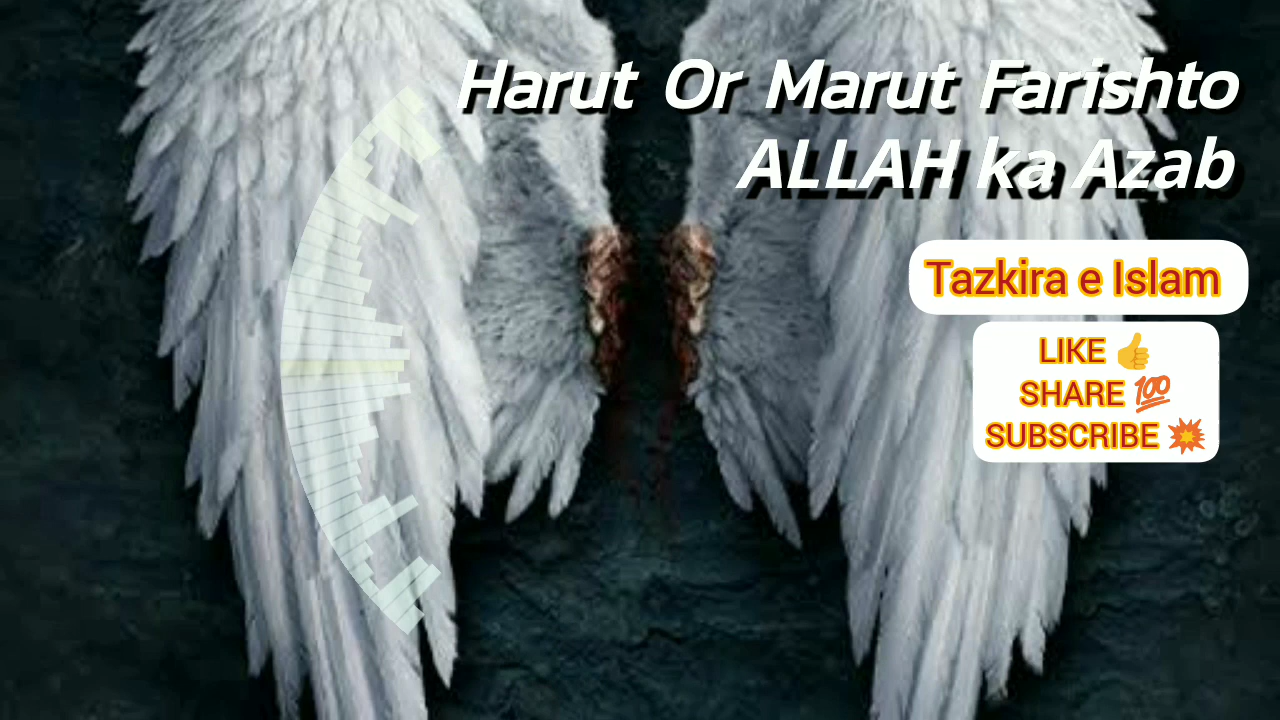 Harut Or Marut Farishto
ALLAH ka Azab
Tazkira e Islam
LIKE 👍
SHARE 💯
SUBSCRIBE 💥